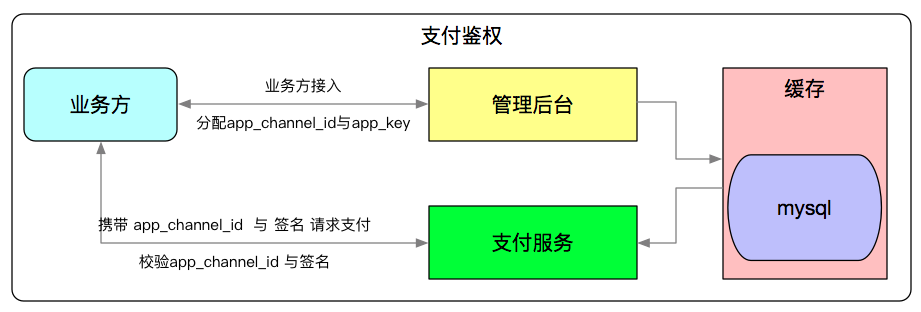 支付鉴权
业务方
业务方接入
分配app_channel_id与app_key
管理后台
缓存
mysql
携带 app_channel_id 与 签名 请求支付
校验app_channel_id 与签名
支付服务